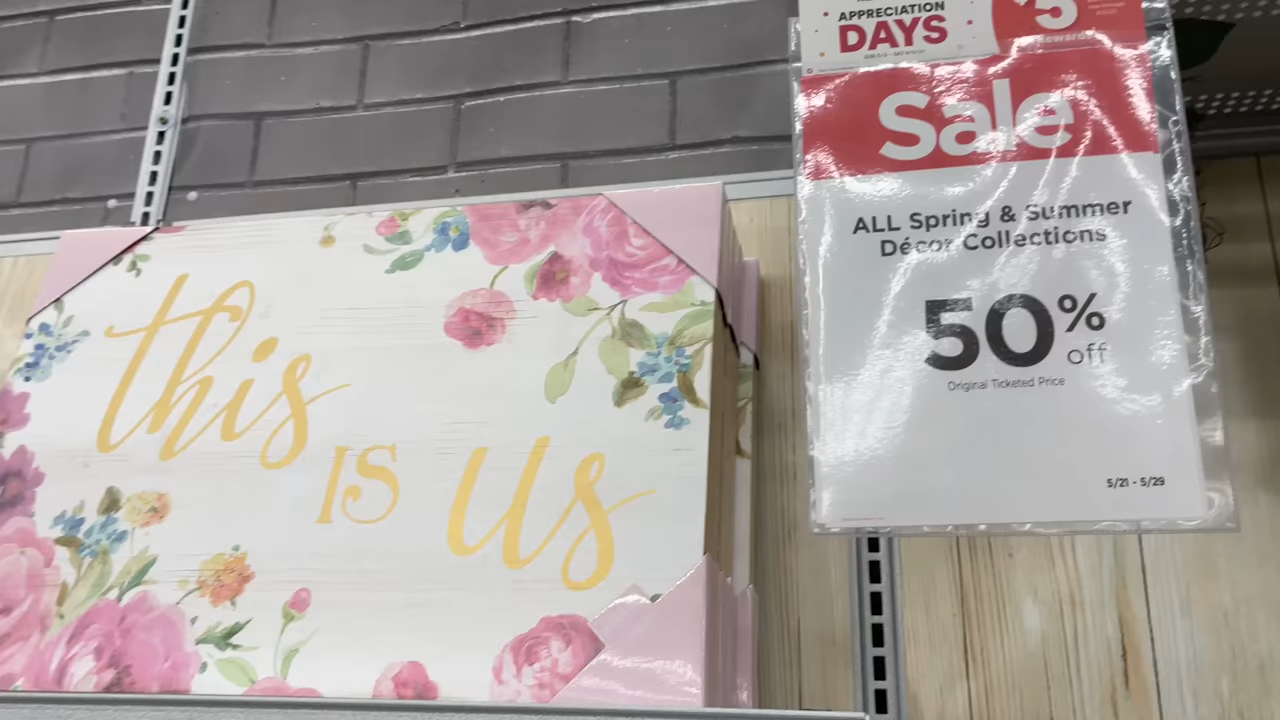 this
IS us
APPRECIATION
DAYS
$5
Rewards
Sale
ALL Spring & Summer
Décor Collections
50%
off
Original Ticketed Price
5/21 - 5/29